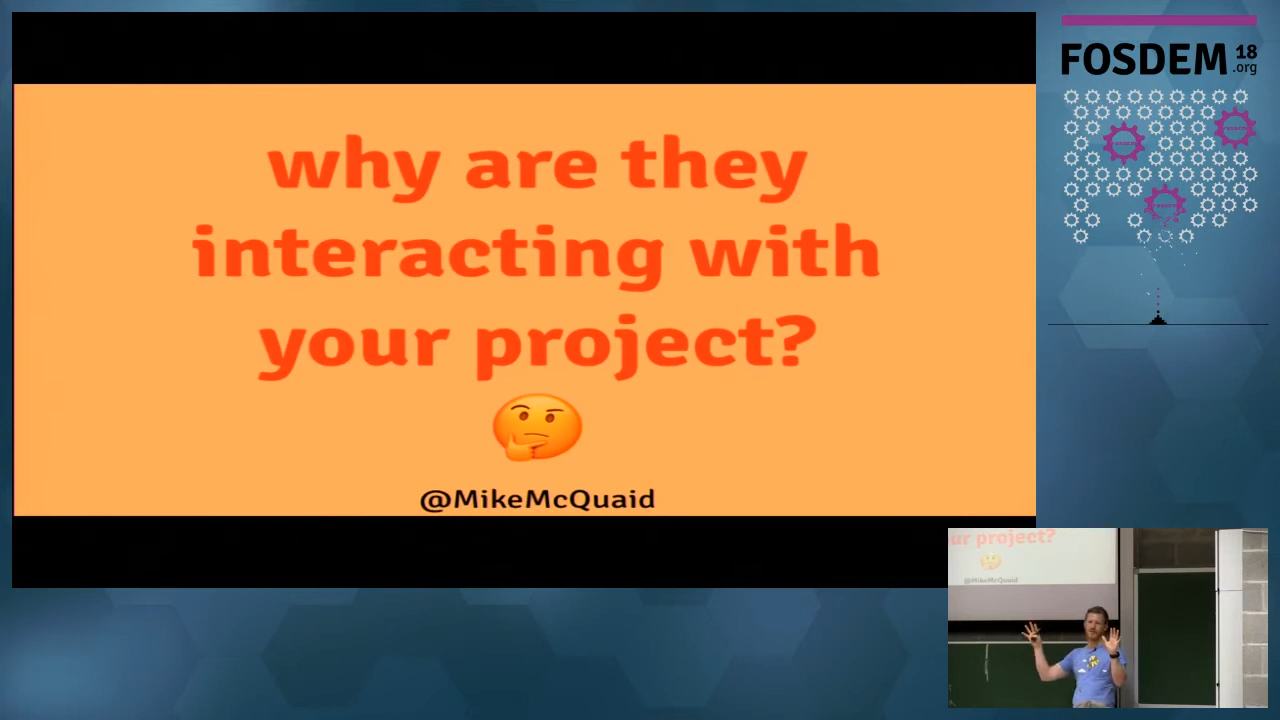 why are they
interacting with
your project?
@MikeMcQuaid
FOSDEM 18
.org
ur project?
@MikeMcQuaid